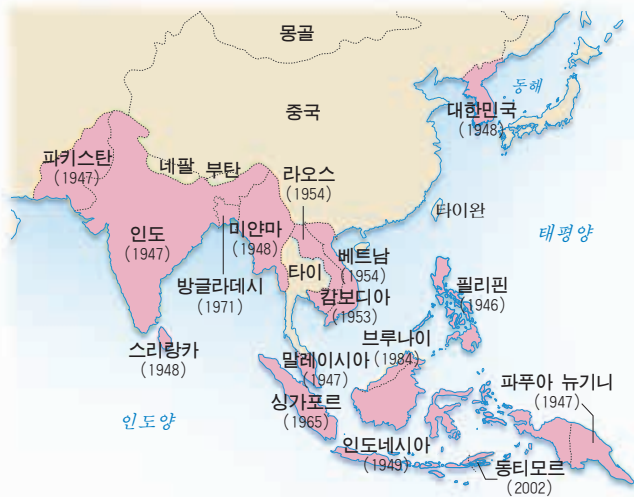 몽골
중국
동해
대한민국
(1948)
파키스탄
(1947)
네팔
부탄
라오스
(1954)
타이완
태평양
인도
(1947)
미얀마
(1948)
방글라데시
(1971)
타이
베트남
(1954)
캄보디아
(1953)
필리핀
(1946)
스리랑카
(1948)
브루나이
(1984)
말레이시아
(1947)
싱가포르
(1965)
파푸아 뉴기니
(1947)
인도양
인도네시아
(1949)
동티모르
(2002)